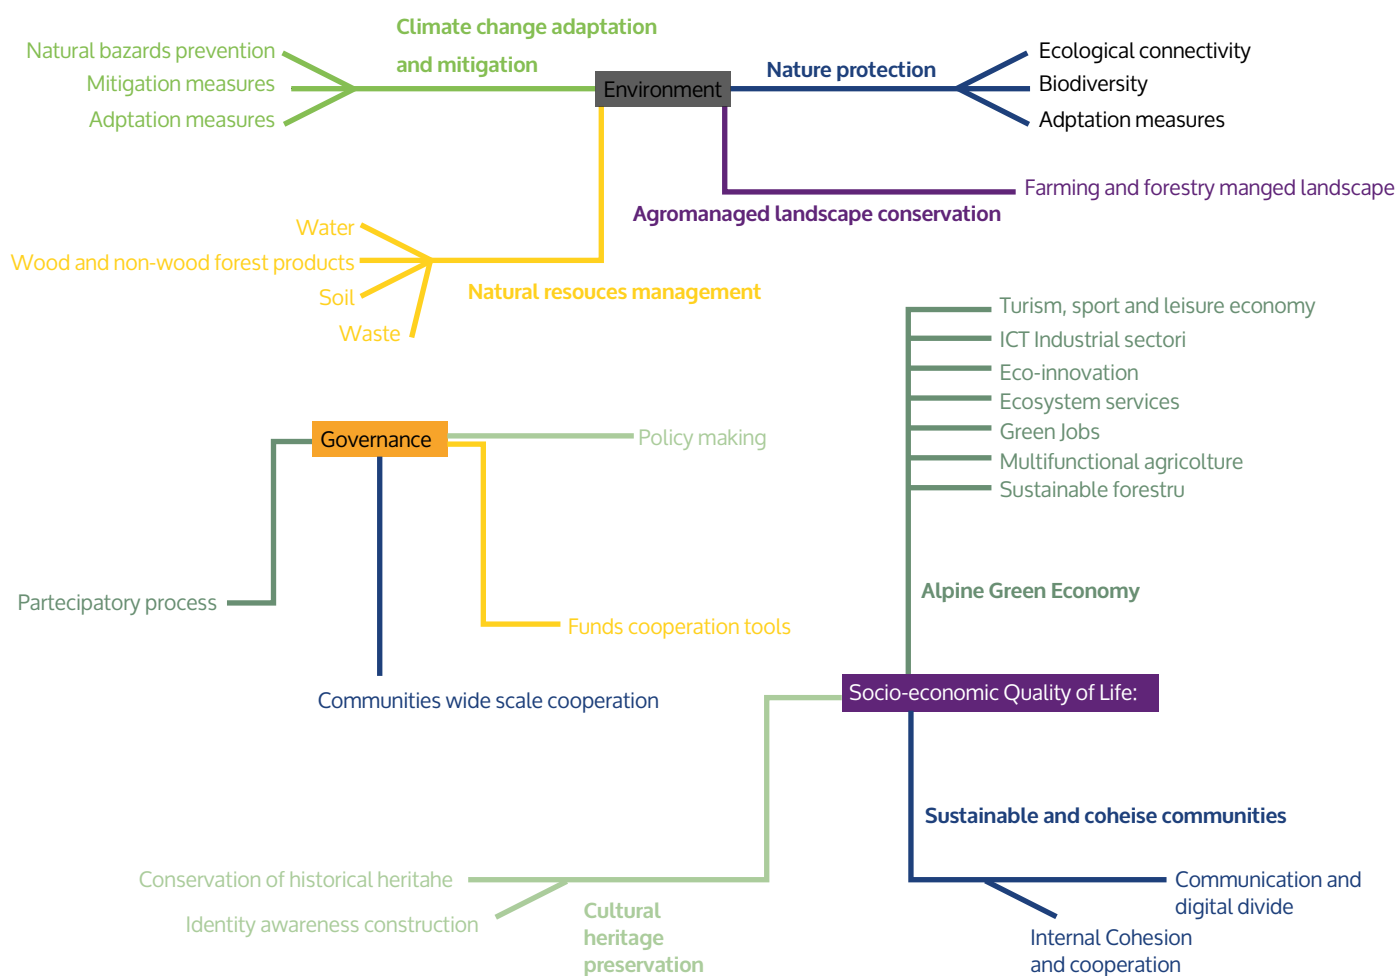 Climate change adaptation
and mitigation
Natural bazards prevention
Mitigation measures
Adptation measures
Environment
Nature protection
Ecological connectivity
Biodiversity
Adptation measures
Farming and forestry manged landscape
Agromanaged landscape conservation
Water
Wood and non-wood forest products
Soil
Waste
Natural resouces management
Turism, sport and leisure economy
ICT Industrial sectori
Eco-innovation
Ecosystem services
Green Jobs
Multifunctional agricolture
Sustainable forestru
Governance
Policy making
Partecipatory process
Funds cooperation tools
Communities wide scale cooperation
Alpine Green Economy
Socio-economic Quality of Life:
Sustainable and coheise communities
Conservation of historical heritahe
Identity awareness construction
Cultural
heritage
preservation
Communication and
digital divide
Internal Cohesion
and cooperation